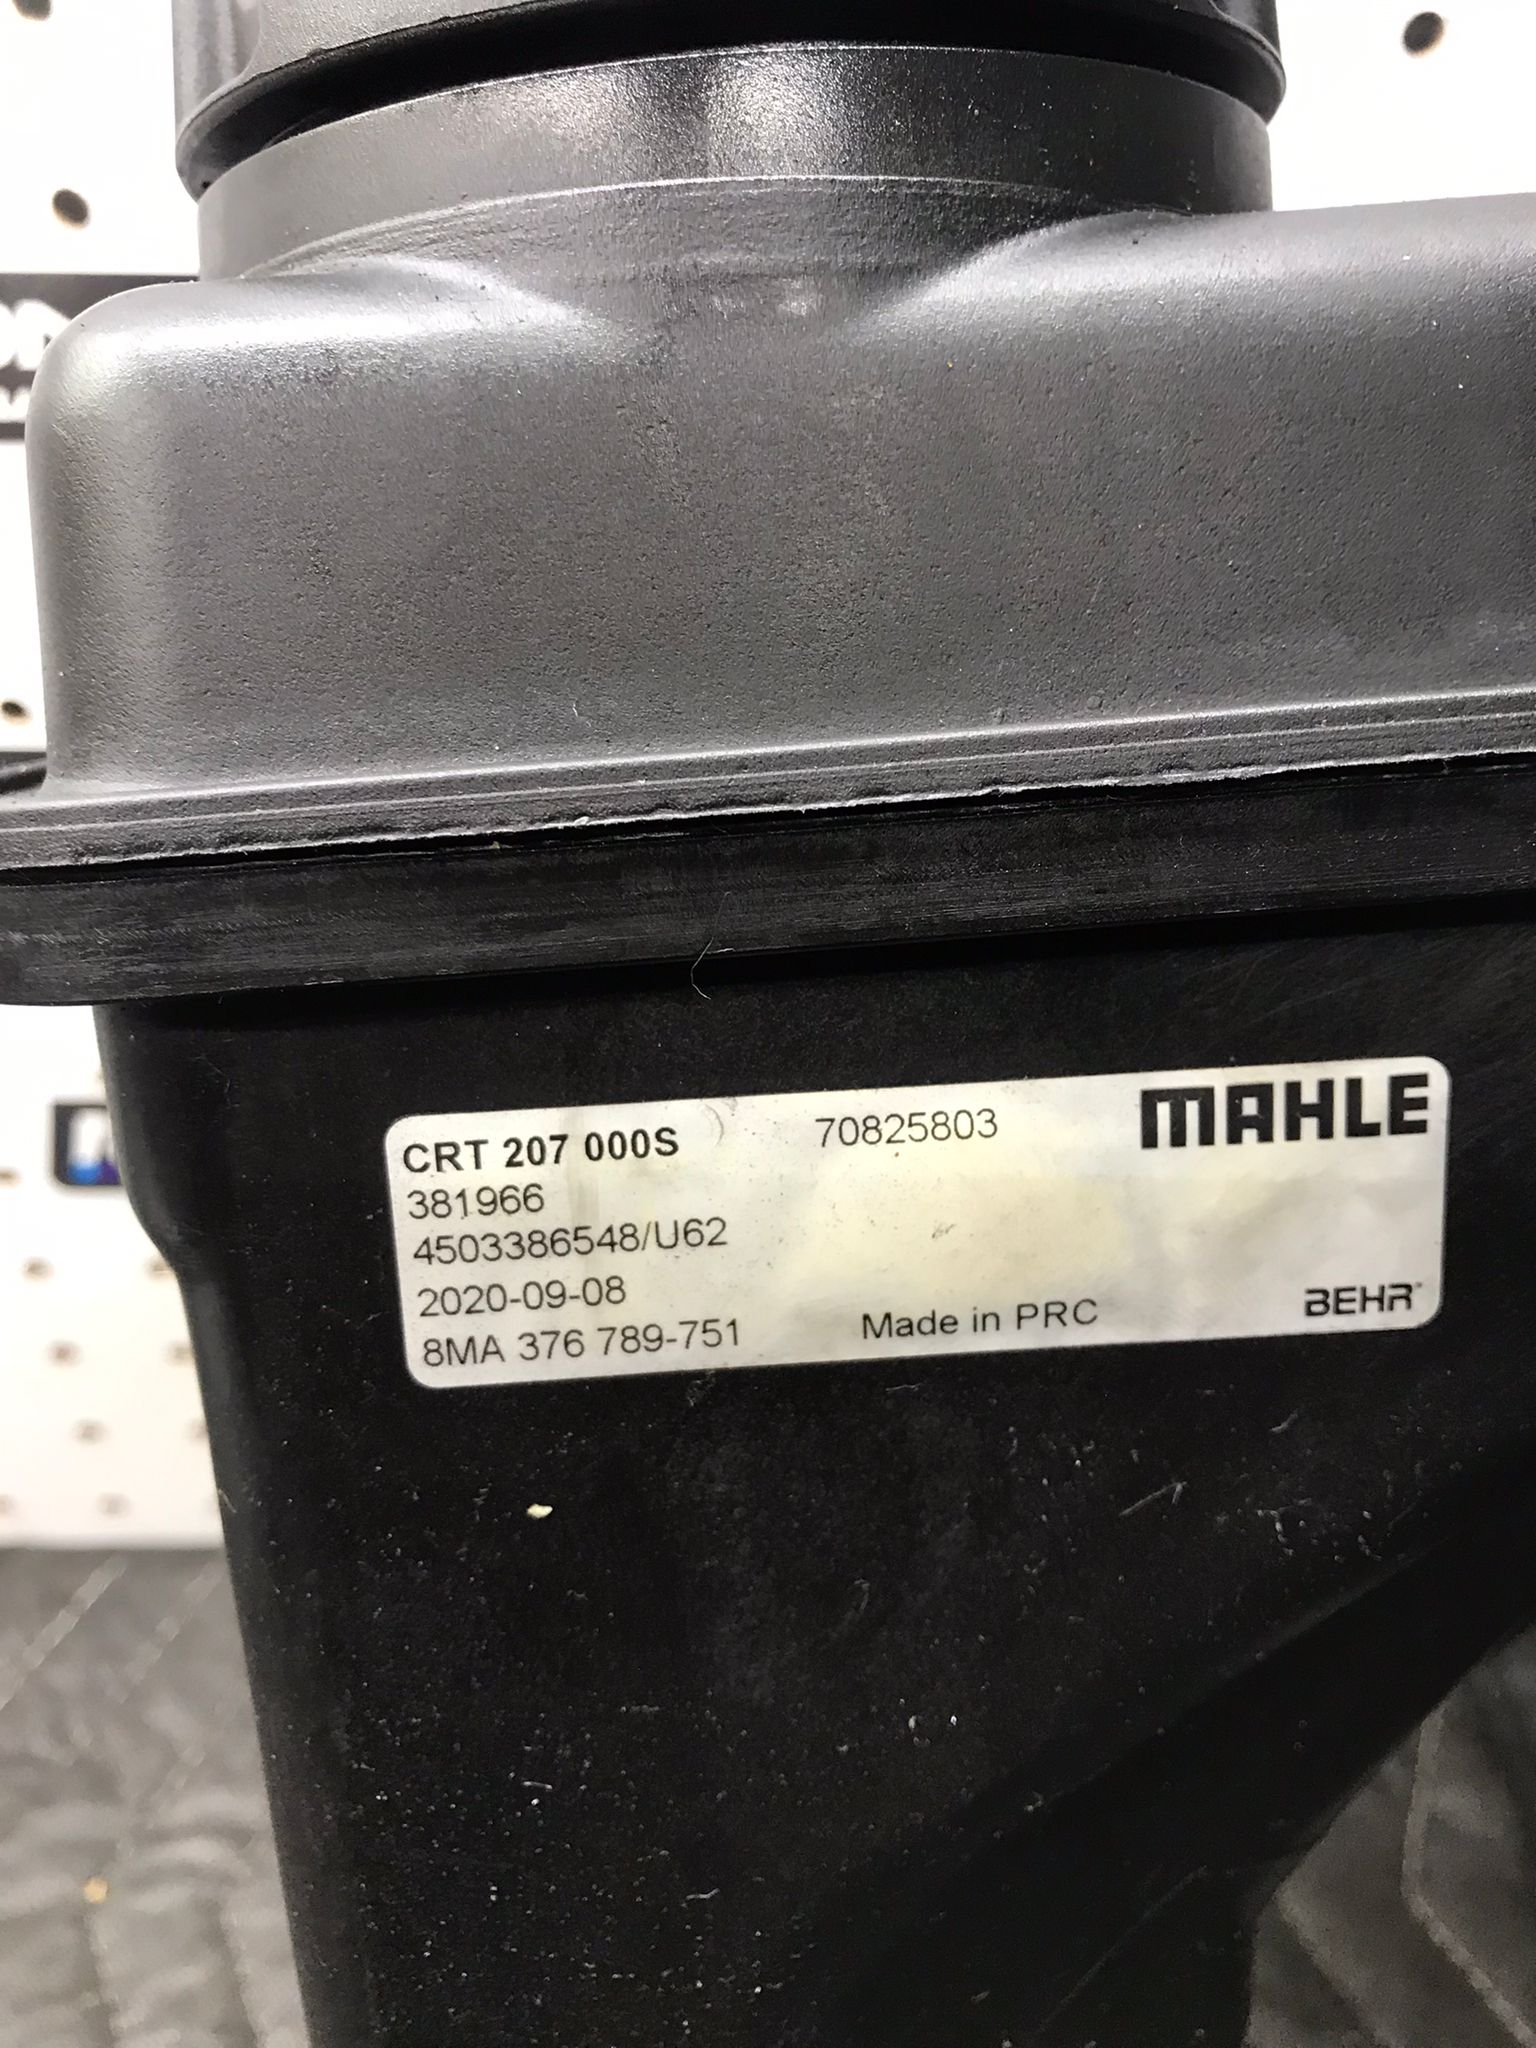 CRT 207 000S 70825803 MAHLE
381966
4503386548/U62
2020-09-08
8MA 376 789-751 Made in PRC BEHR